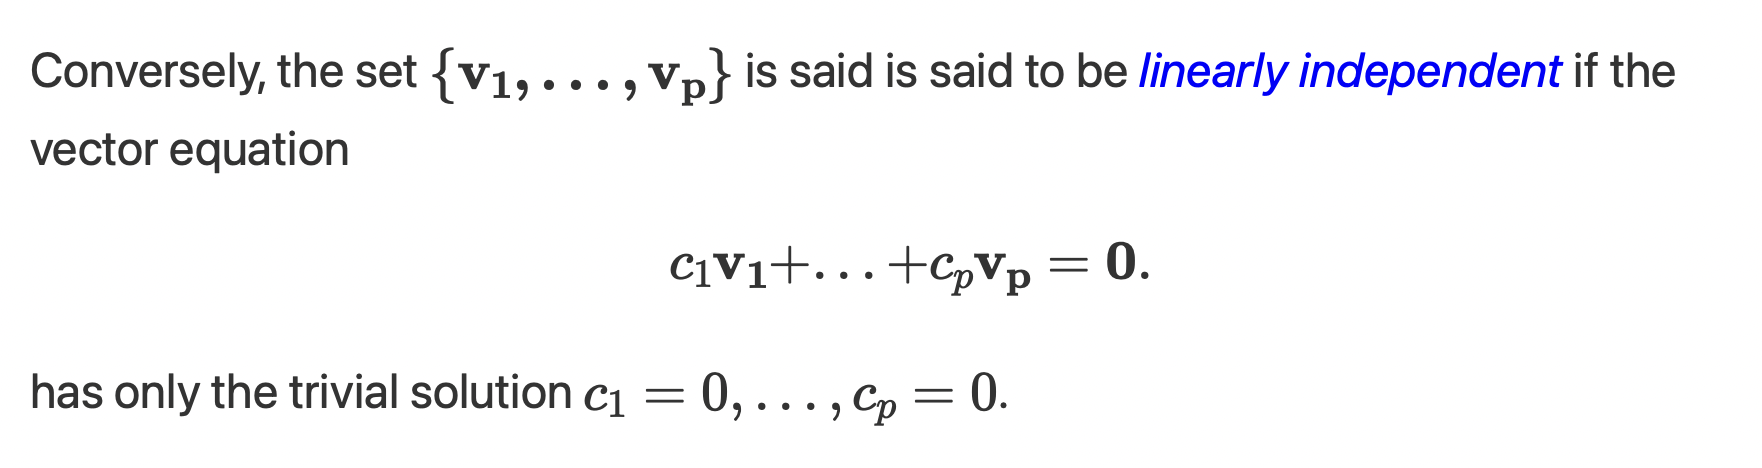 Conversely, the set {v₁, . . . , vₚ} is said is said to be linearly independent if the
vector equation
c₁v₁+. . . +cₚvₚ = 0.
has only the trivial solution c₁ = 0, . . . , cₚ = 0.